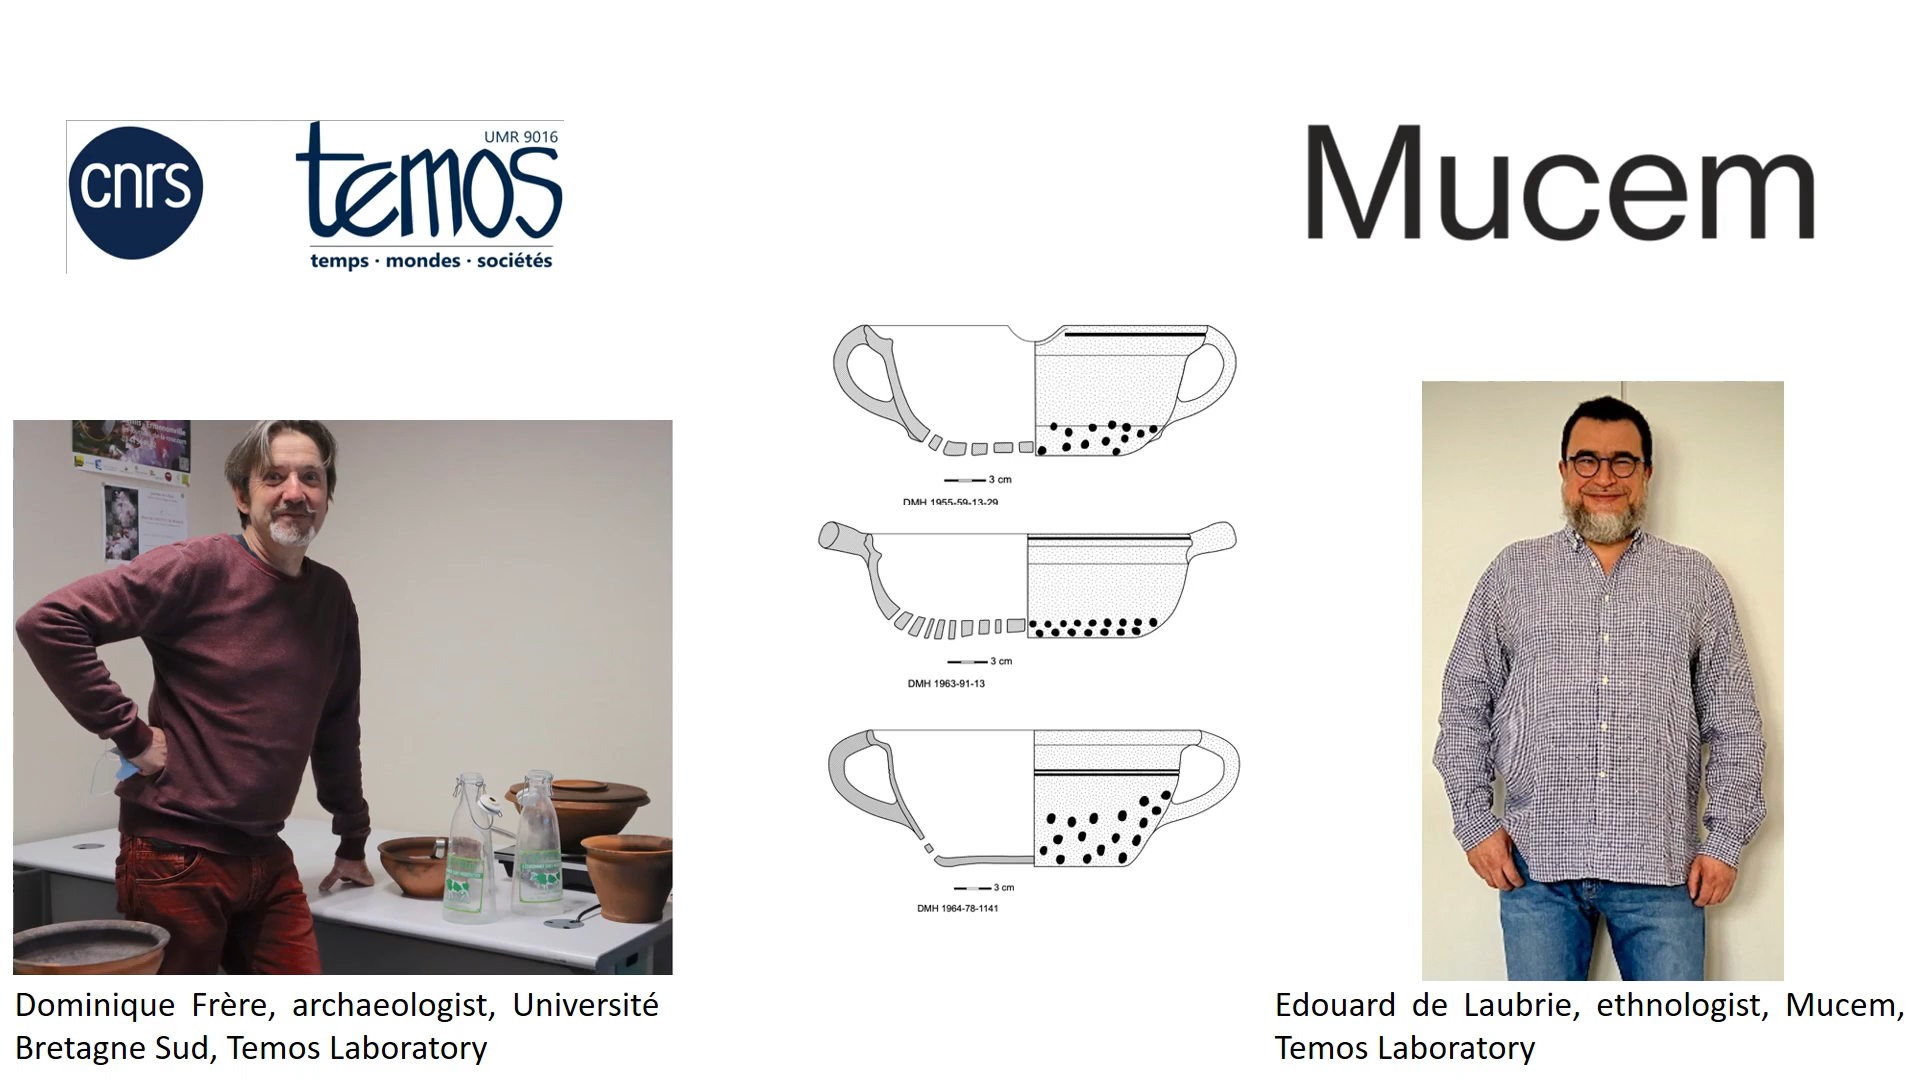 cnrs
UMR 9016
temos
temps · mondes · sociétés
Mucem
3 cm
DMH 1955-59-13-29
3 cm
DMH 1963-91-13
3 cm
DMH 1964-78-1141
Dominique Frère, archaeologist, Université
Bretagne Sud, Temos Laboratory
Edouard de Laubrie, ethnologist, Mucem,
Temos Laboratory